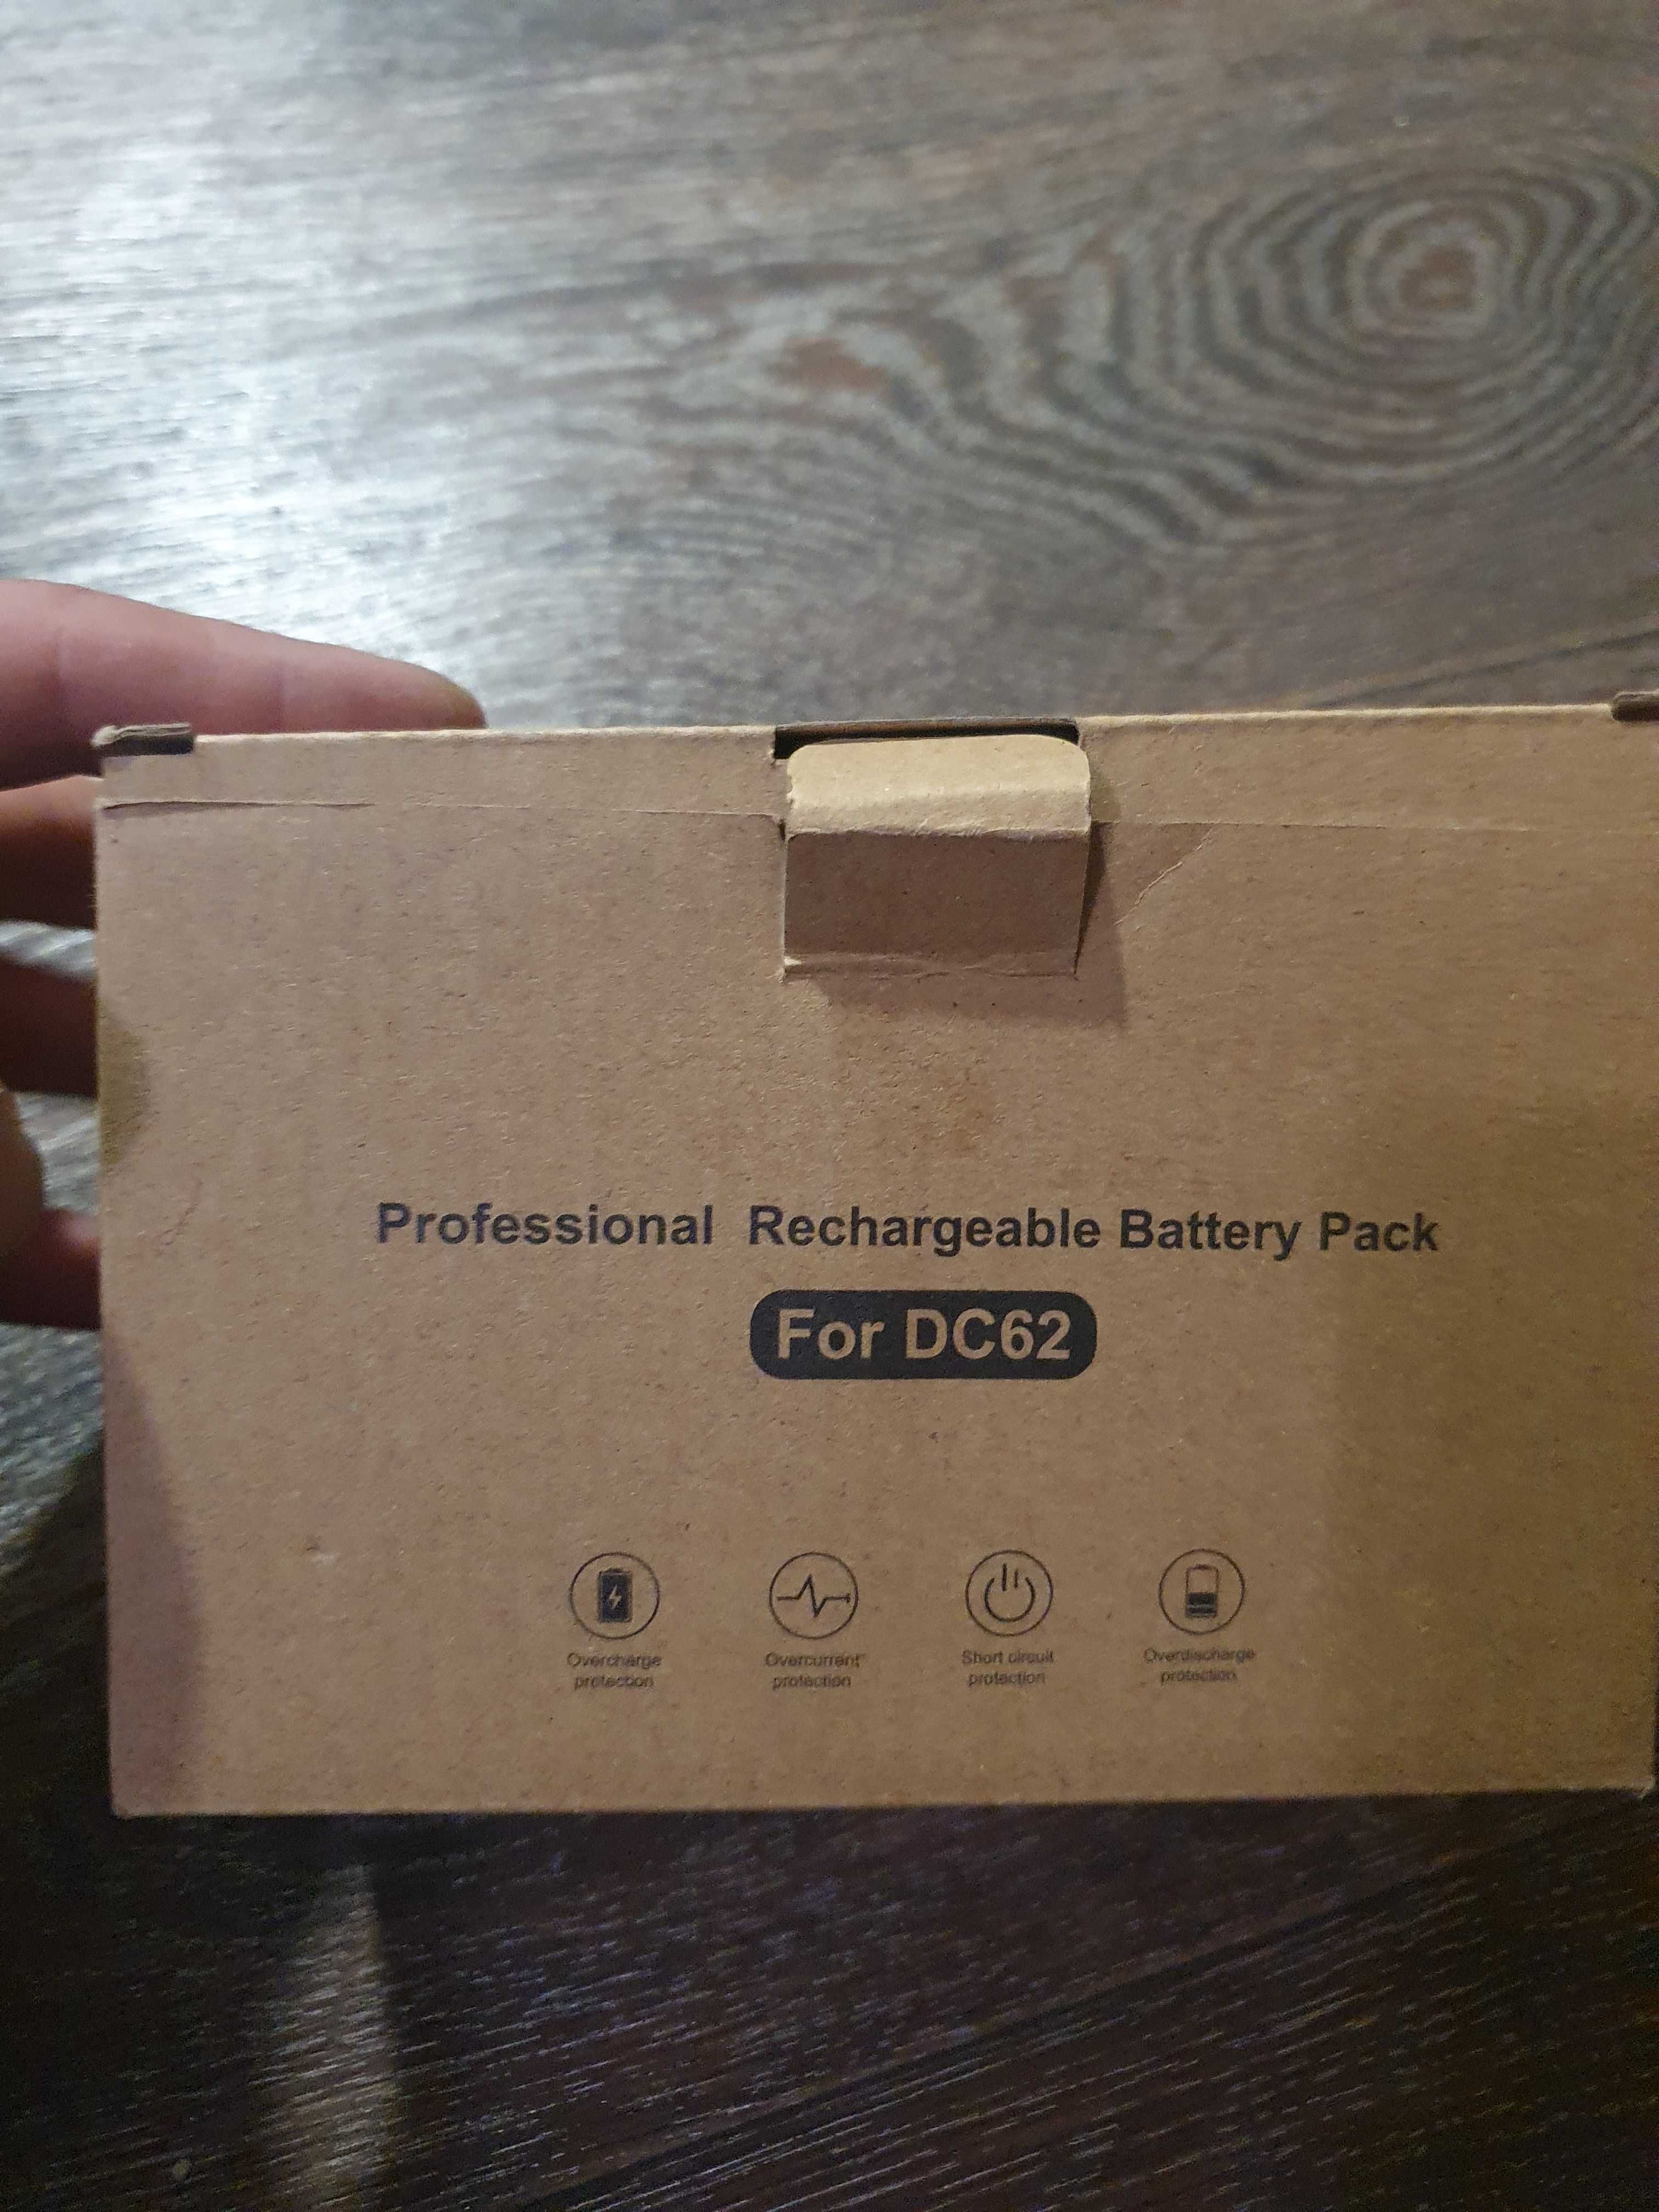 Professional Rechargeable Battery Pack
For DC62
Overcharge Overcurrent Short circuit Overdischarge
protection protection protection protection